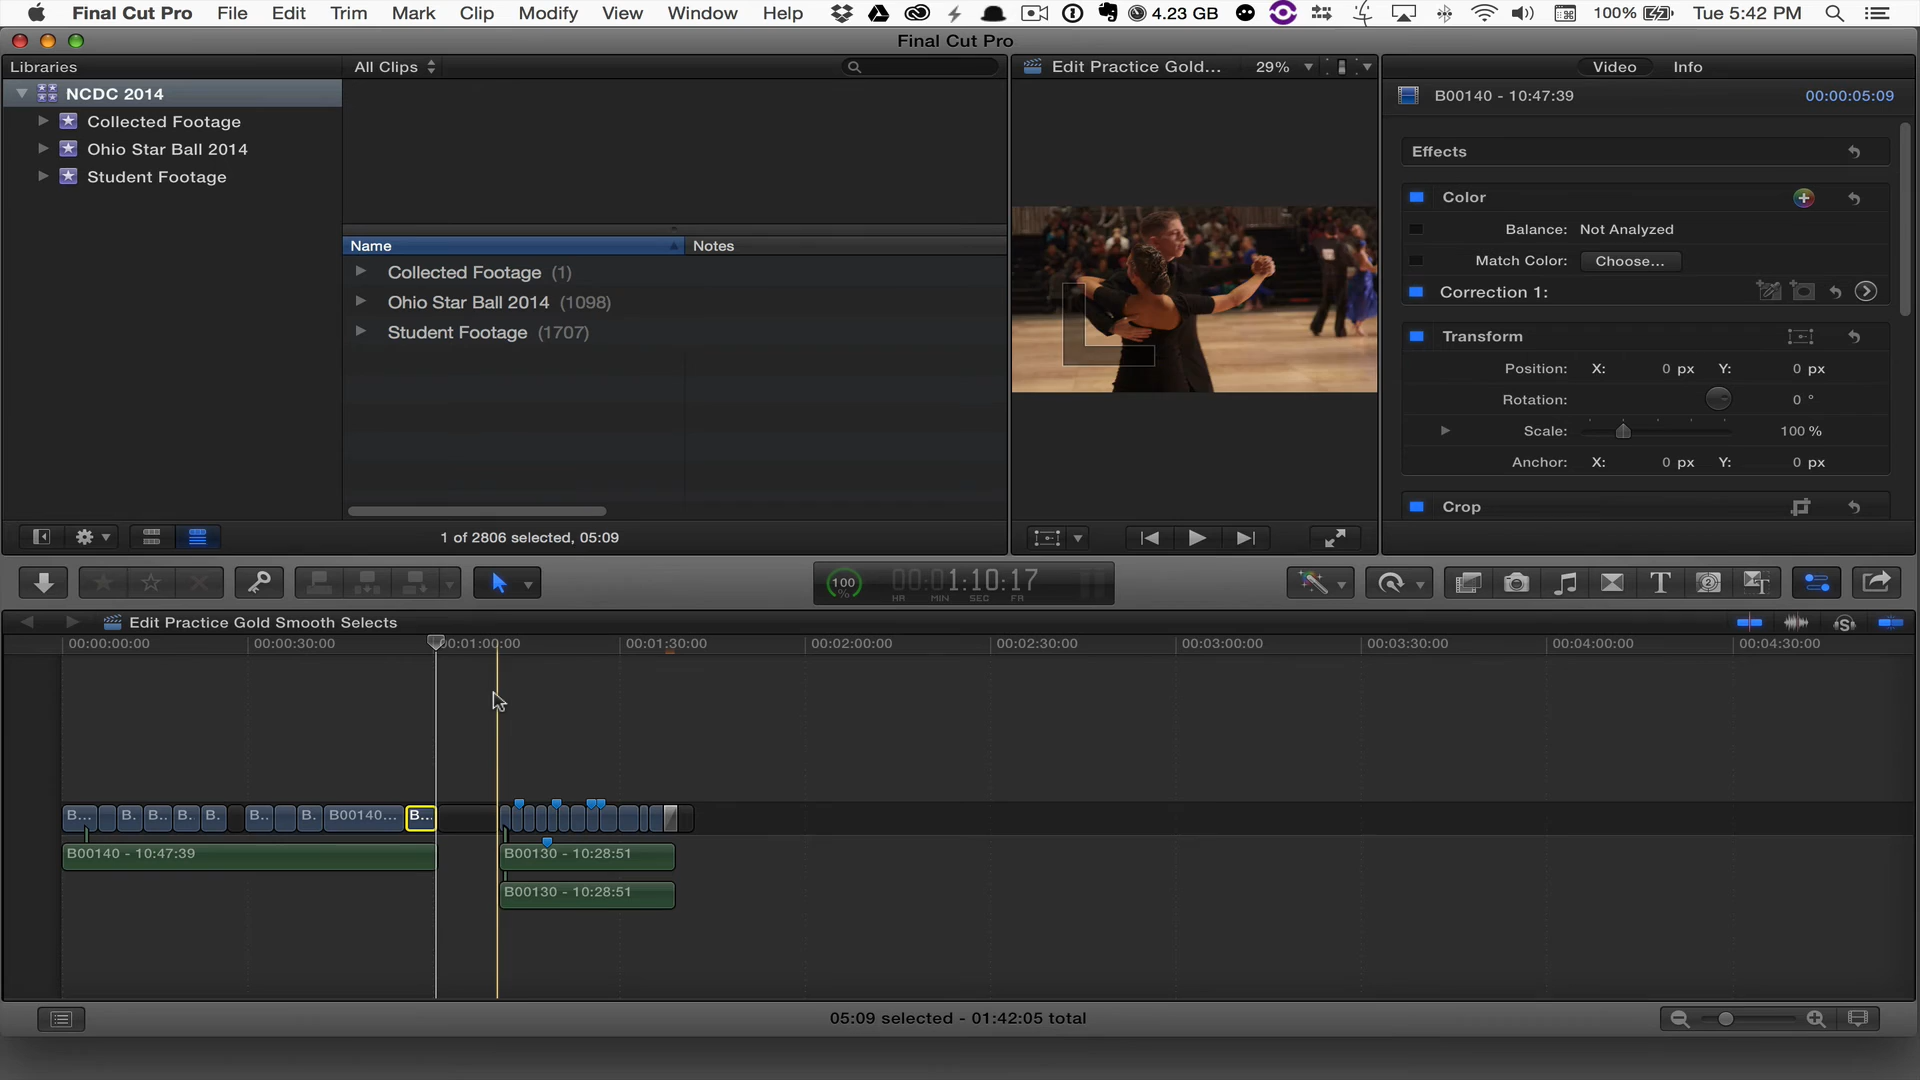 Final Cut Pro File Edit Trim Mark Clip Modify View Window Help 4.23 GB 100% Tue 5:42 PM
Final Cut Pro
Libraries
All Clips
Edit Practice Gold... 29%
Video Info
NCDC 2014
Collected Footage
Ohio Star Ball 2014
Student Footage
Name Notes
Collected Footage (1)
Ohio Star Ball 2014 (1098)
Student Footage (1707)
B00140 - 10:47:39 00:00:05:09
Effects
Color
Balance: Not Analyzed
Match Color: Choose...
Correction 1:
Transform
Position: X: 0 px Y: 0 px
Rotation: 0 °
Scale: 100 %
Anchor: X: 0 px Y: 0 px
Crop
1 of 2806 selected, 05:09
100 % 00:00:1:10:17
HR MIN SEC FR
Edit Practice Gold Smooth Selects
00:00:00:00 00:00:30:00 00:01:00:00 00:01:30:00 00:02:00:00 00:02:30:00 00:03:00:00 00:03:30:00 00:04:00:00 00:04:30:00
B... B. B.. B.. B. B.. B. B00140... B...
B00140 - 10:47:39
B00130 - 10:28:51
B00130 - 10:28:51
05:09 selected - 01:42:05 total